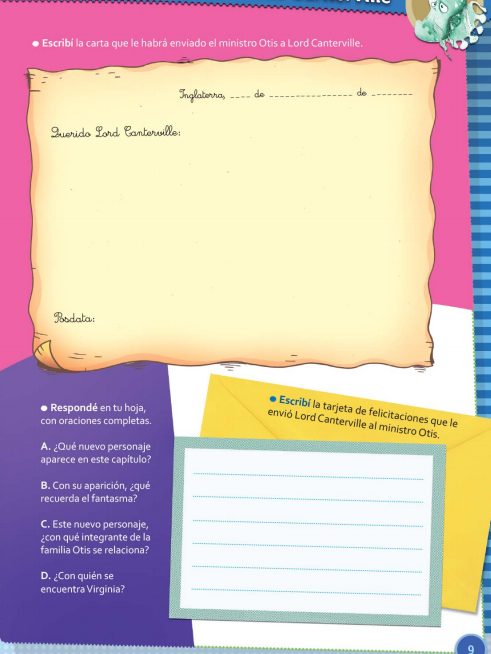 ● Escribí la carta que le habrá enviado el ministro Otis a Lord Canterville.
Inglaterra, ____ de ______________ de _______
Querido Lord Canterville:
Posdata:
● Respondé en tu hoja,
con oraciones completas.
A. ¿Qué nuevo personaje
aparece en este capítulo?
B. Con su aparición, ¿qué
recuerda el fantasma?
C. Este nuevo personaje,
¿con qué integrante de la
familia Otis se relaciona?
D. ¿Con quién se
encuentra Virginia?
● Escribí la tarjeta de felicitaciones que le
envió Lord Canterville al ministro Otis.
9